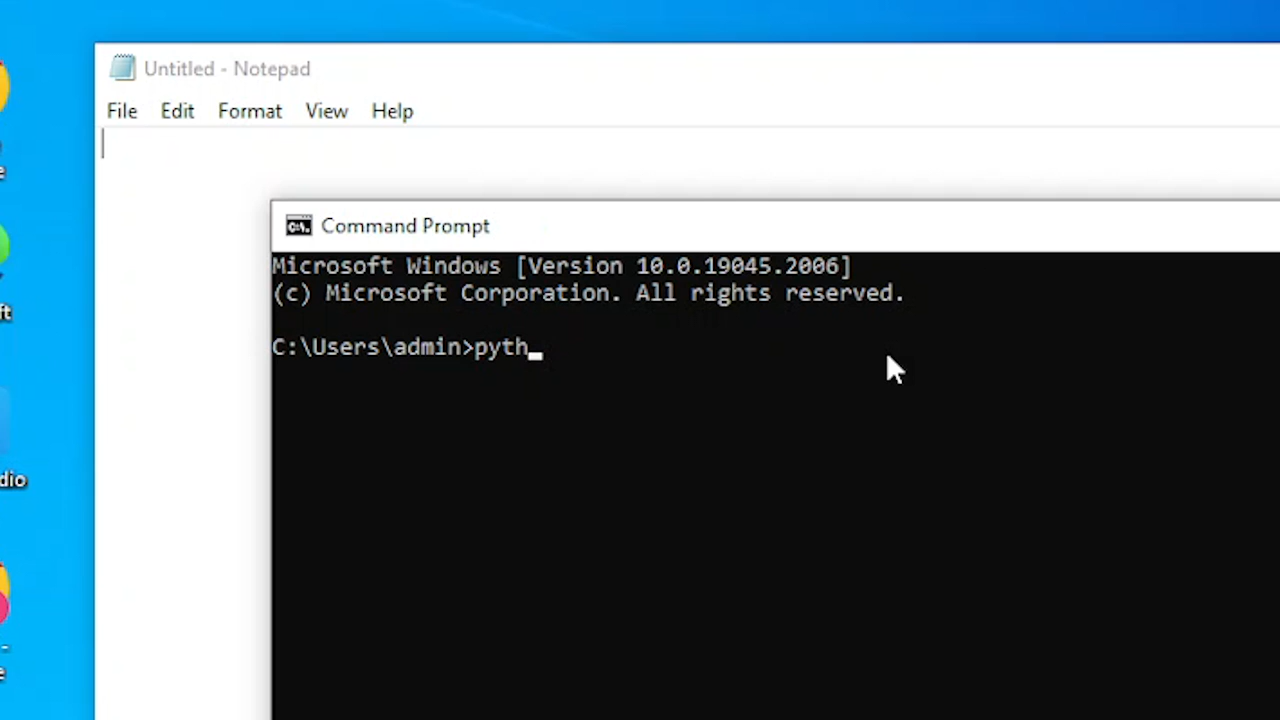 Untitled - Notepad
File Edit Format View Help
Command Prompt
Microsoft Windows [Version 10.0.19045.2006]
(c) Microsoft Corporation. All rights reserved.
C:\Users\admin>pyth_